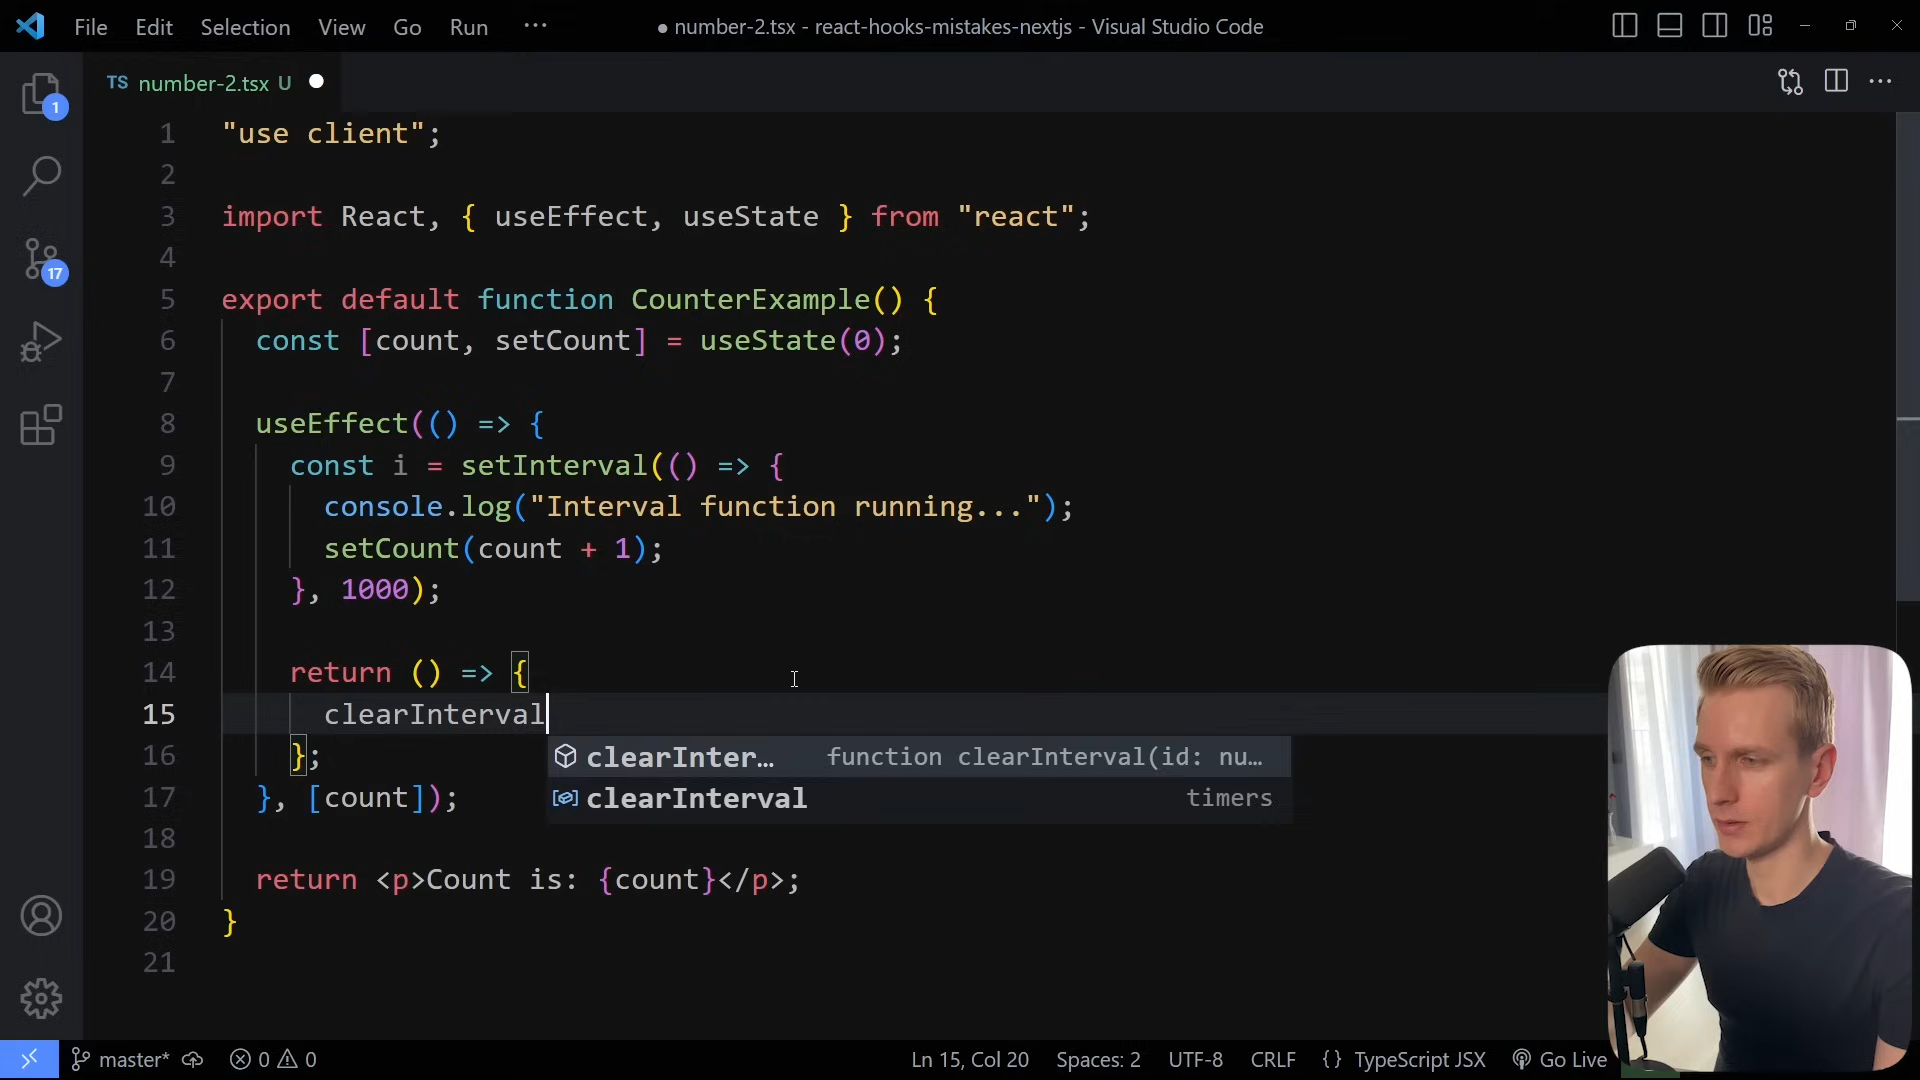 File Edit Selection View Go Run ··· ● number-2.tsx - react-hooks-mistakes-nextjs - Visual Studio Code
TS number-2.tsx U
1 "use client";
2
3 import React, { useEffect, useState } from "react";
4
5 export default function CounterExample() {
6 const [count, setCount] = useState(0);
7
8 useEffect(() => {
9 const i = setInterval(() => {
10 console.log("Interval function running...");
11 setCount(count + 1);
12 }, 1000);
13
14 return () => {
15 clearInterval
16 };
clearInter… function clearInterval(id: nu…
17 }, [count]);
clearInterval timers
18
19 return <p>Count is: {count}</p>;
20 }
21
1
17
master* 0 0 Ln 15, Col 20 Spaces: 2 UTF-8 CRLF {} TypeScript JSX Go Live